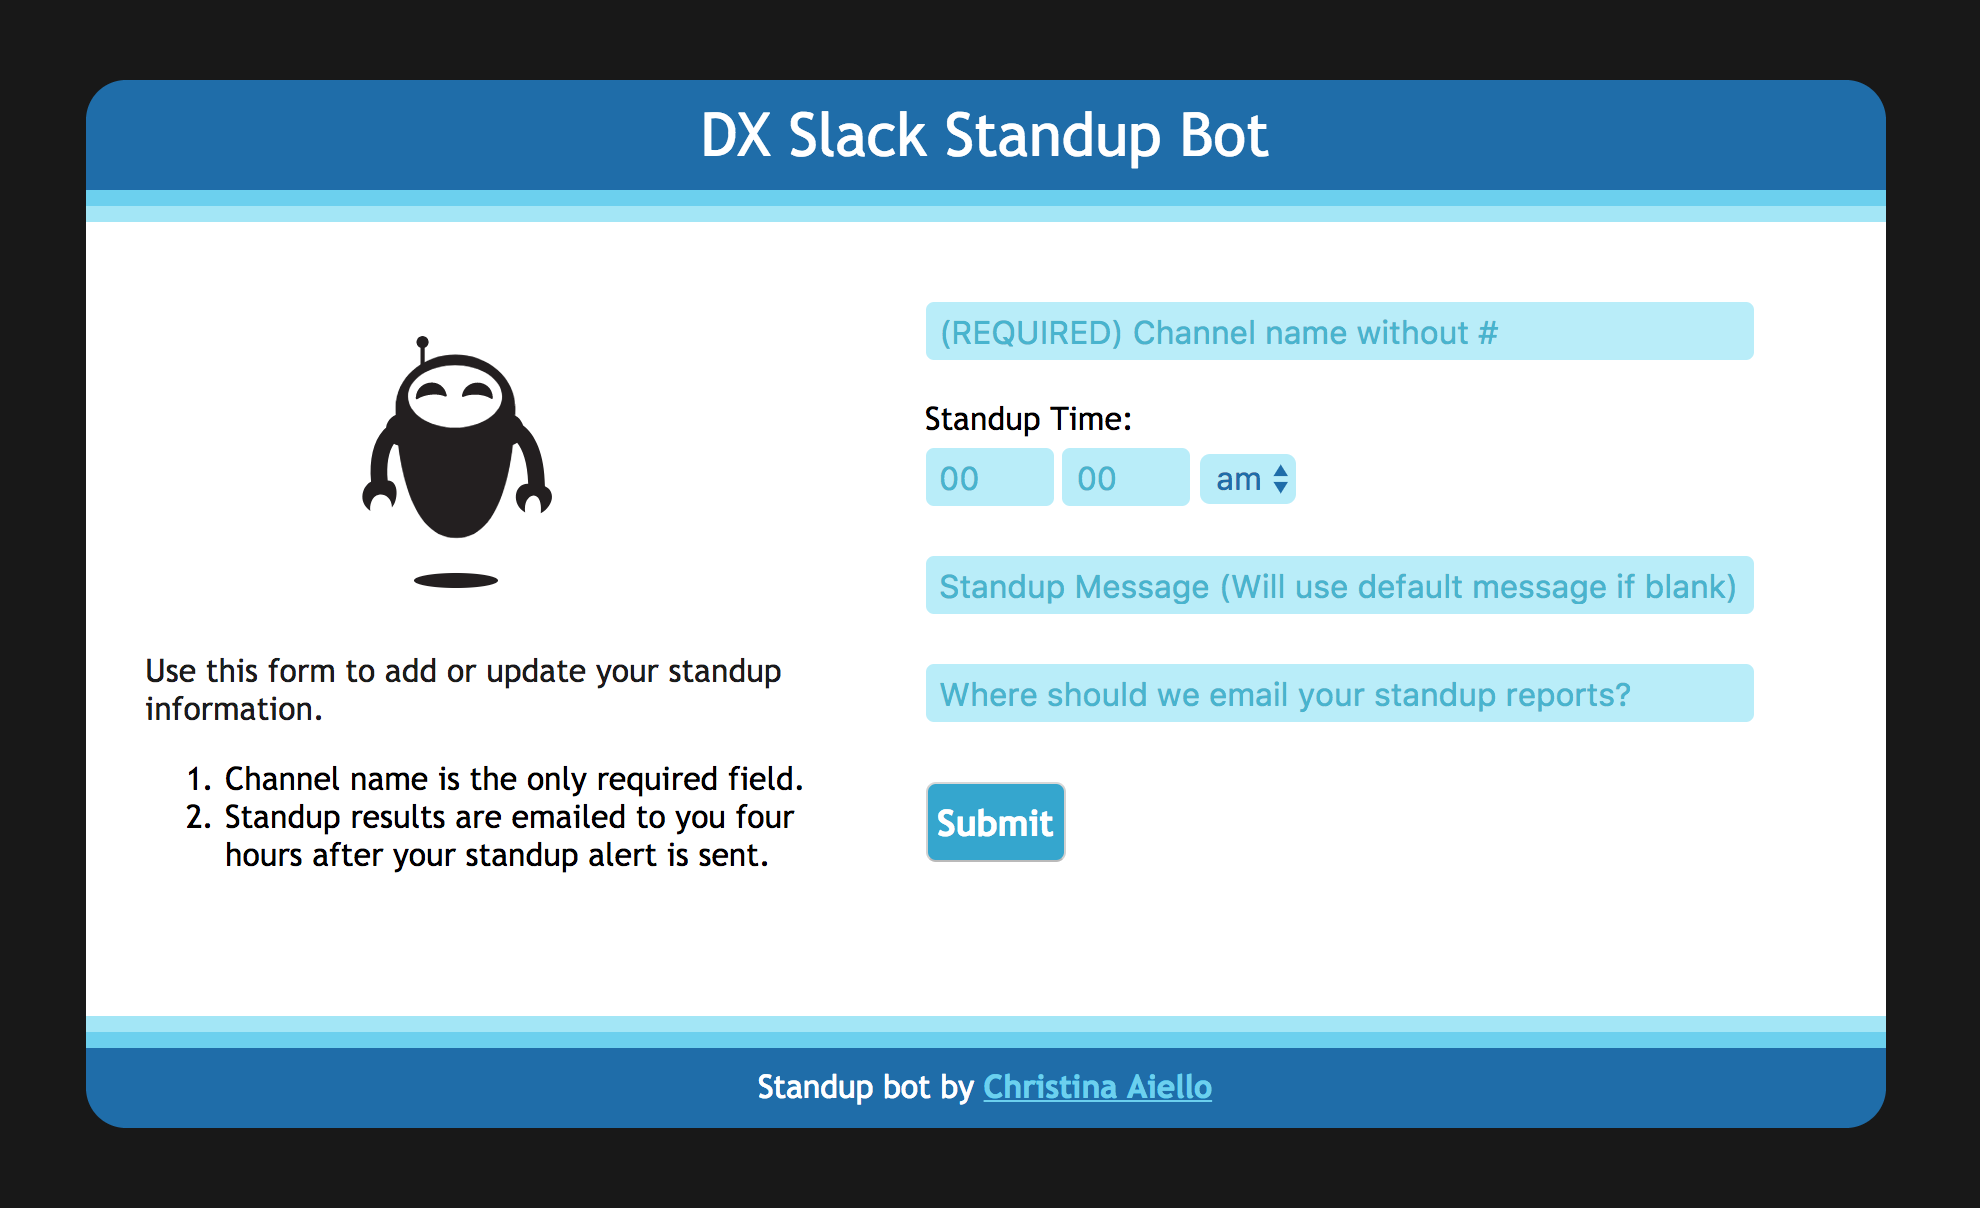 DX Slack Standup Bot
Use this form to add or update your standup
information.
1. Channel name is the only required field.
2. Standup results are emailed to you four
hours after your standup alert is sent.
(REQUIRED) Channel name without #
Standup Time:
00 00 am
Standup Message (Will use default message if blank)
Where should we email your standup reports?
Submit
Standup bot by Christina Aiello